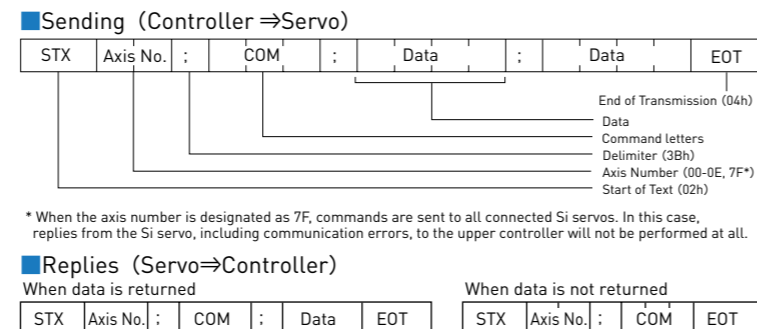 Sending (Controller ⇒Servo)
STX Axis No. ; COM ; Data ; Data EOT
End of Transmission (04h)
Data
Command letters
Delimiter (3Bh)
Axis Number (00-0E, 7F*)
Start of Text (02h)
* When the axis number is designated as 7F, commands are sent to all connected Si servos. In this case,
replies from the Si servo, including communication errors, to the upper controller will not be performed at all.
Replies (Servo⇒Controller)
When data is returned When data is not returned
STX Axis No. ; COM ; Data EOT STX Axis No. ; COM EOT